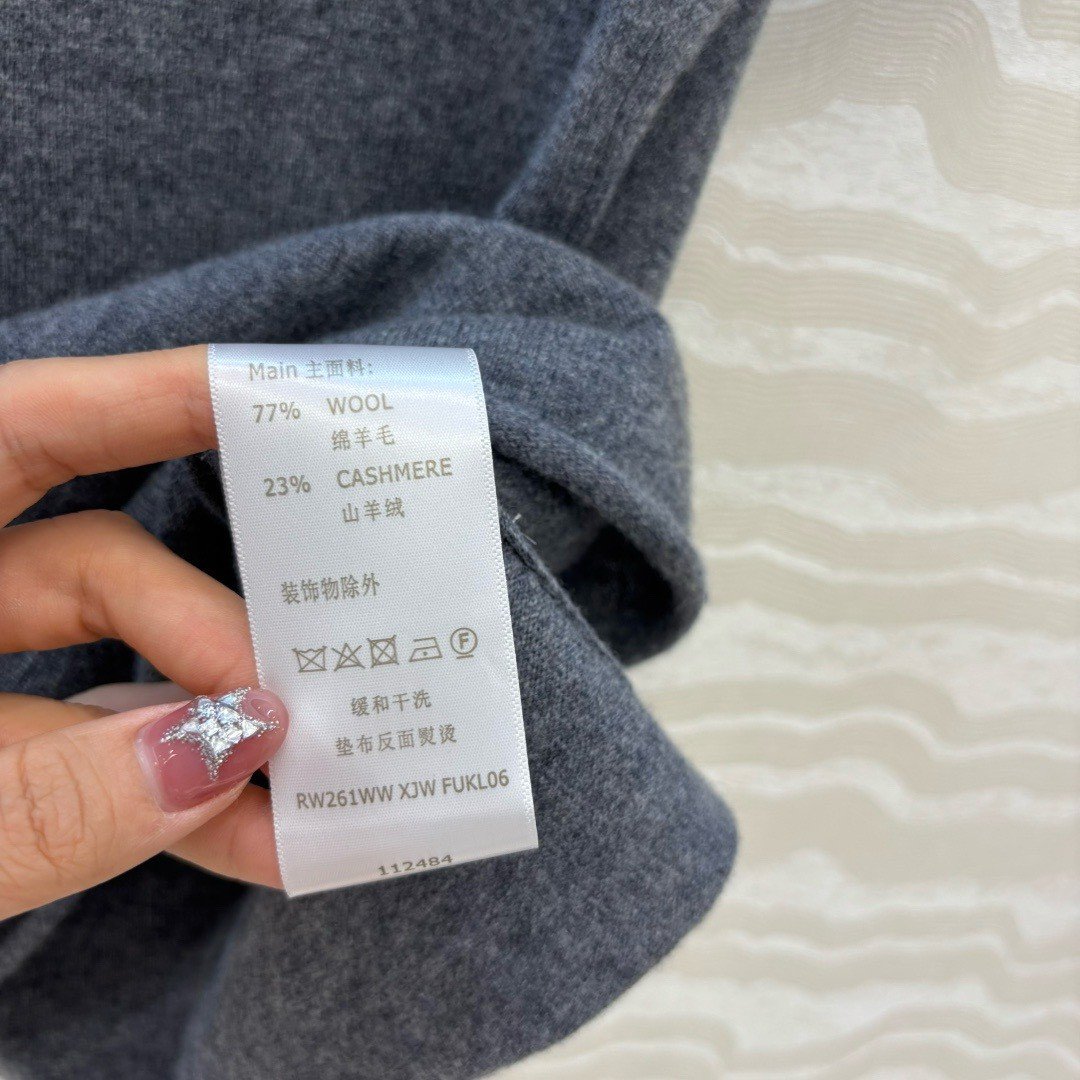 Main 主面料:
77% WOOL
绵羊毛
23% CASHMERE
山羊绒
装饰物除外
F
缓和干洗
垫布反面熨烫
RW261WW XJW FUKL06
112484